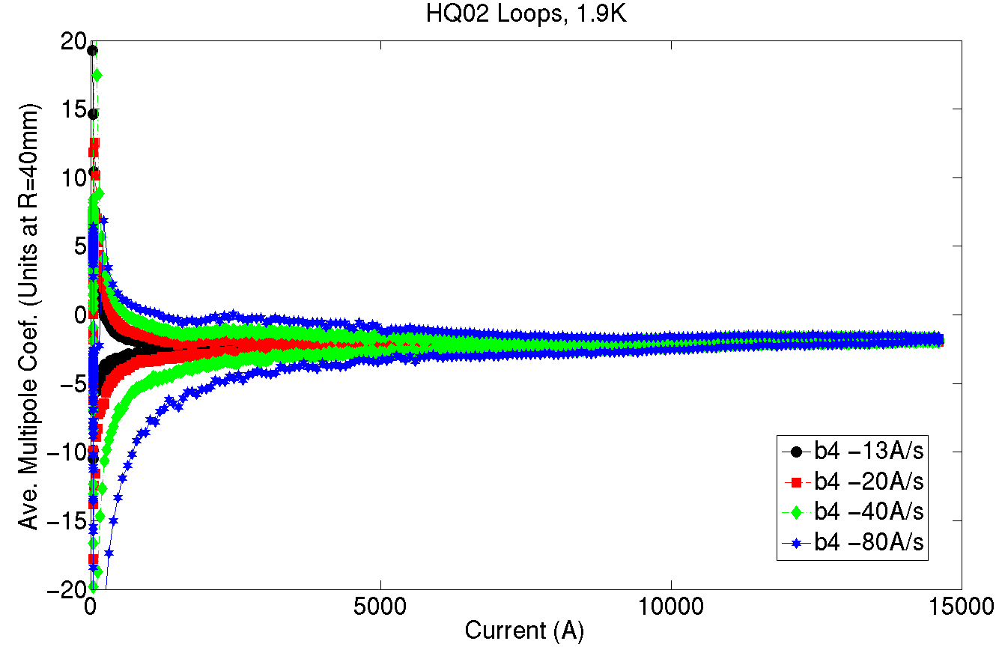 HQ02 Loops, 1.9K
Ave. Multipole Coef. (Units at R=40mm)
20
15
10
5
0
−5
−10
−15
−20
b4 −13A/s
b4 −20A/s
b4 −40A/s
b4 −80A/s
0
5000
10000
15000
Current (A)